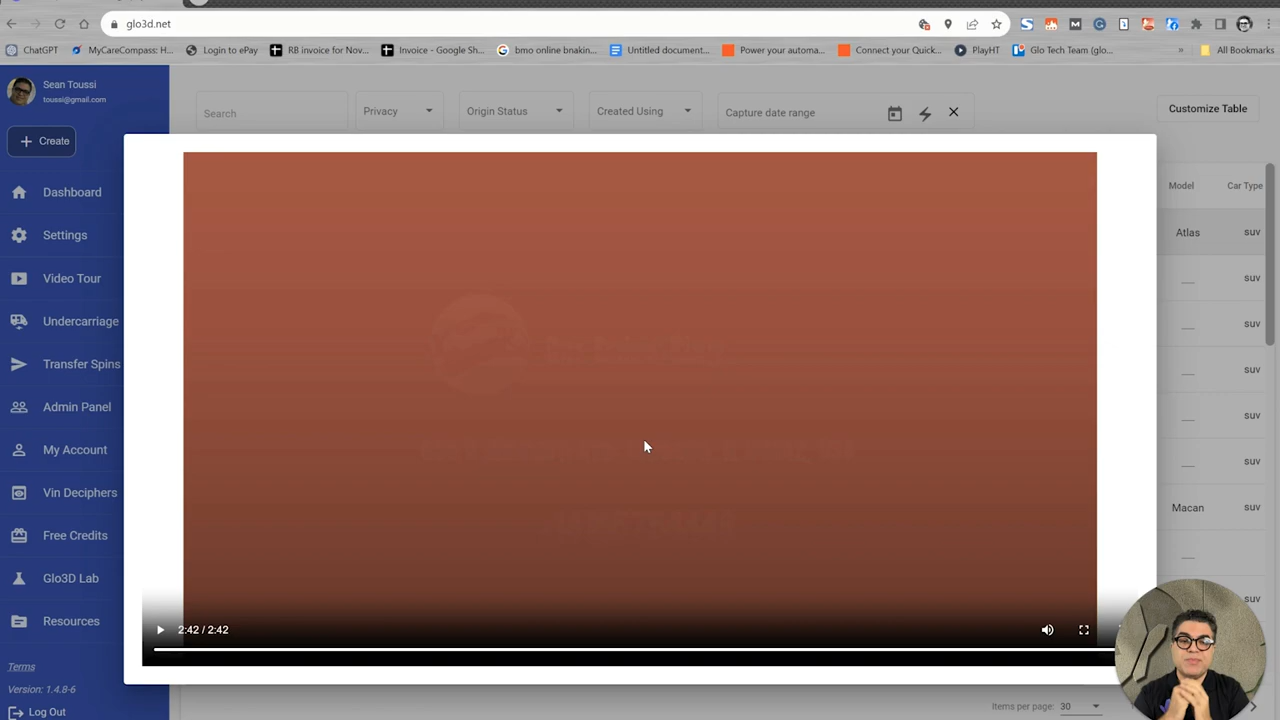 glo3d.net
ChatGPT
MyCareCompass: H...
Login to ePay
RB invoice for Nov...
Invoice - Google Sh...
bmo online bnaking...
Untitled document...
Power your automa...
Connect your Quick...
PlayHT
Glo Tech Team (glo...
»
All Bookmarks
Sean Toussi
toussi@gmail.com
Search
Privacy
Origin Status
Created Using
Capture date range
Customize Table
Create
Dashboard
Settings
Video Tour
Undercarriage
Transfer Spins
Admin Panel
My Account
Vin Deciphers
Free Credits
Glo3D Lab
Resources
Terms
Version: 1.4.8-6
Log Out
Model
Car Type
Atlas
suv
suv
suv
suv
suv
suv
Macan
suv
suv
suv
2:42 / 2:42
Items per page:
30